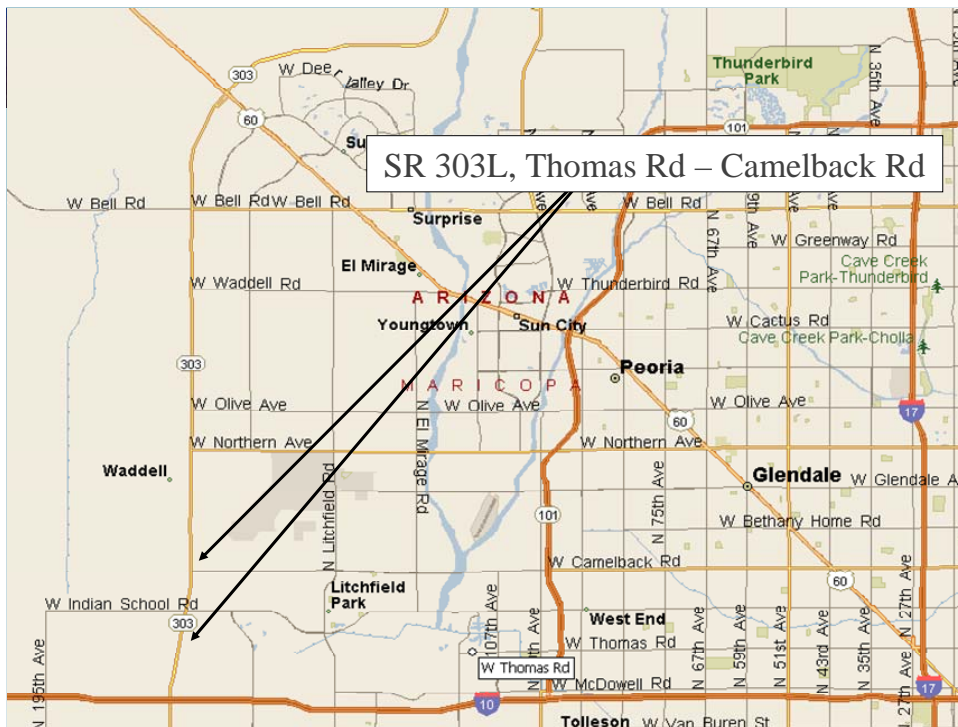 Thunderbird
Park
N 35th Ave
303
W Deer Valley Dr
60
101
Su
SR 303L, Thomas Rd – Camelback Rd
W Bell Rd
W Bell Rd
W Bell Rd
W Bell Rd
Surprise
N 67th Ave
W Greenway Rd
Cave Creek
Park-Thunderbird
El Mirage
W Waddell Rd
W Thunderbird Rd
ARIZONA
Youngtown
Sun City
W Cactus Rd
Cave Creek Park-Cholla
303
Peoria
MARICOPA
W Olive Ave
W Olive Ave
W Olive Ave
17
60
N El Mirage Rd
W Northern Ave
W Northern Ave
Waddell
N Litchfield Rd
N 75th Ave
Glendale
W Glendale A
101
W Bethany Home Rd
W Camelback Rd
60
Litchfield
Park
W Indian School Rd
303
West End
N 27th Ave
N 195th Ave
107th Ave
W Thomas Rd
W Thomas Rd
N 67th Ave
N 59th Ave
N 51st Ave
N 43rd Ave
N 35th Ave
W McDowell Rd
17
10
27th Ave
Tolleson
W Van Buren St